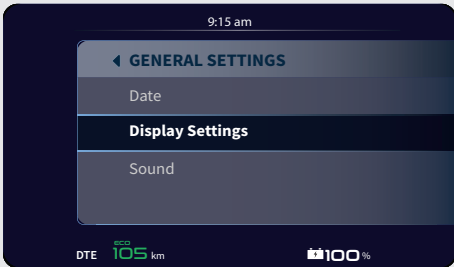 9:15 am
GENERAL SETTINGS
Date
Display Settings
Sound
ECO
DTE 105 km 100 %